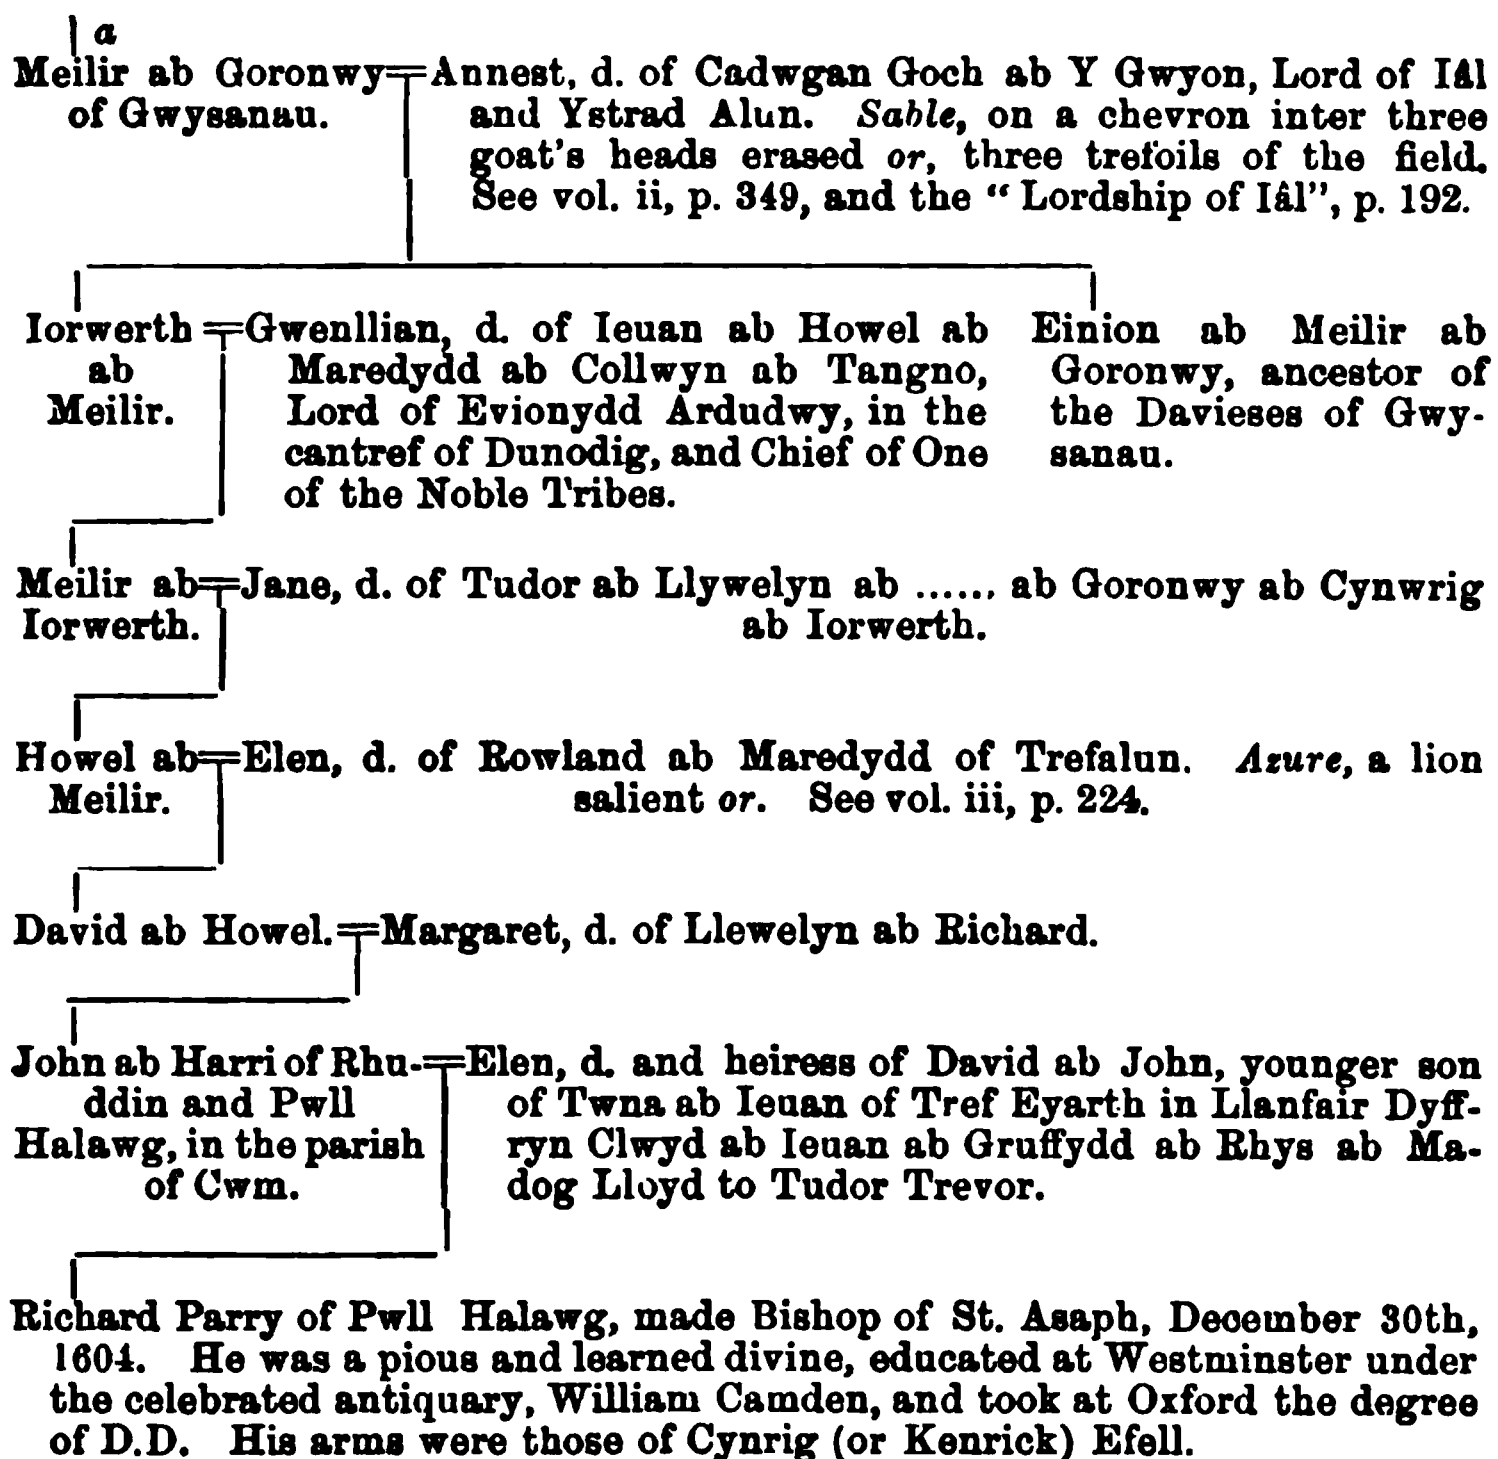 a
Meilir ab Goronwy Annest, d. of Cadwgan Goch ab Y Gwyon, Lord of Iâl
of Gwysanau. and Ystrad Alun. Sable, on a chevron inter three
goat's heads erased or, three trefoils of the field.
See vol. ii, p. 349, and the “ Lordship of Iâl”, p. 192.
Iorwerth
ab
Meilir.
Gwenllian, d. of Ieuan ab Howel ab
Maredydd ab Collwyn ab Tangno,
Lord of Evionydd Ardudwy, in the
cantref of Dunodig, and Chief of One
of the Noble Tribes.
Einion ab Meilir ab
Goronwy, ancestor of
the Davieses of Gwy-
sanau.
Meilir ab
Iorwerth.
Jane, d. of Tudor ab Llywelyn ab ...... ab Goronwy ab Cynwrig
ab Iorwerth.
Howel ab
Meilir.
Elen, d. of Rowland ab Maredydd of Trefalun. Azure, a lion
salient or. See vol. iii, p. 224.
David ab Howel. Margaret, d. of Llewelyn ab Richard.
John ab Harri of Rhu-
ddin and Pwll
Halawg, in the parish
of Cwm.
Elen, d. and heiress of David ab John, younger son
of Twna ab Ieuan of Tref Eyarth in Llanfair Dyff-
ryn Clwyd ab Ieuan ab Gruffydd ab Rhys ab Ma-
dog Lloyd to Tudor Trevor.
Richard Parry of Pwll Halawg, made Bishop of St. Asaph, December 30th,
1604. He was a pious and learned divine, educated at Westminster under
the celebrated antiquary, William Camden, and took at Oxford the degree
of D.D. His arms were those of Cynrig (or Kenrick) Efell.